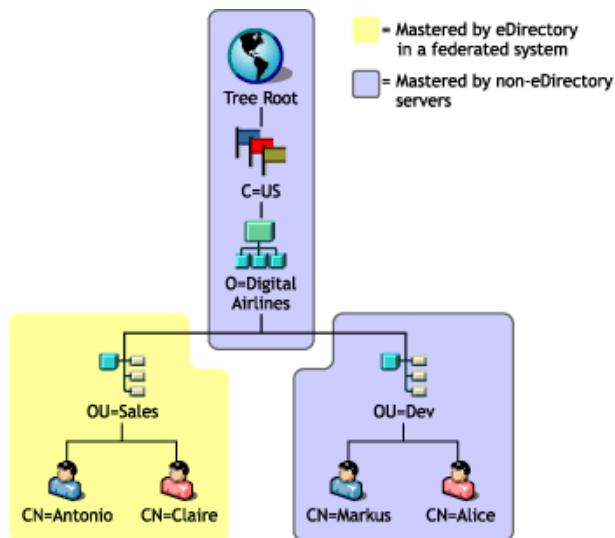 = Mastered by eDirectory
in a federated system
= Mastered by non-eDirectory
servers
Tree Root
C=US
O=Digital
Airlines
OU=Sales
OU=Dev
CN=Antonio
CN=Claire
CN=Markus
CN=Alice